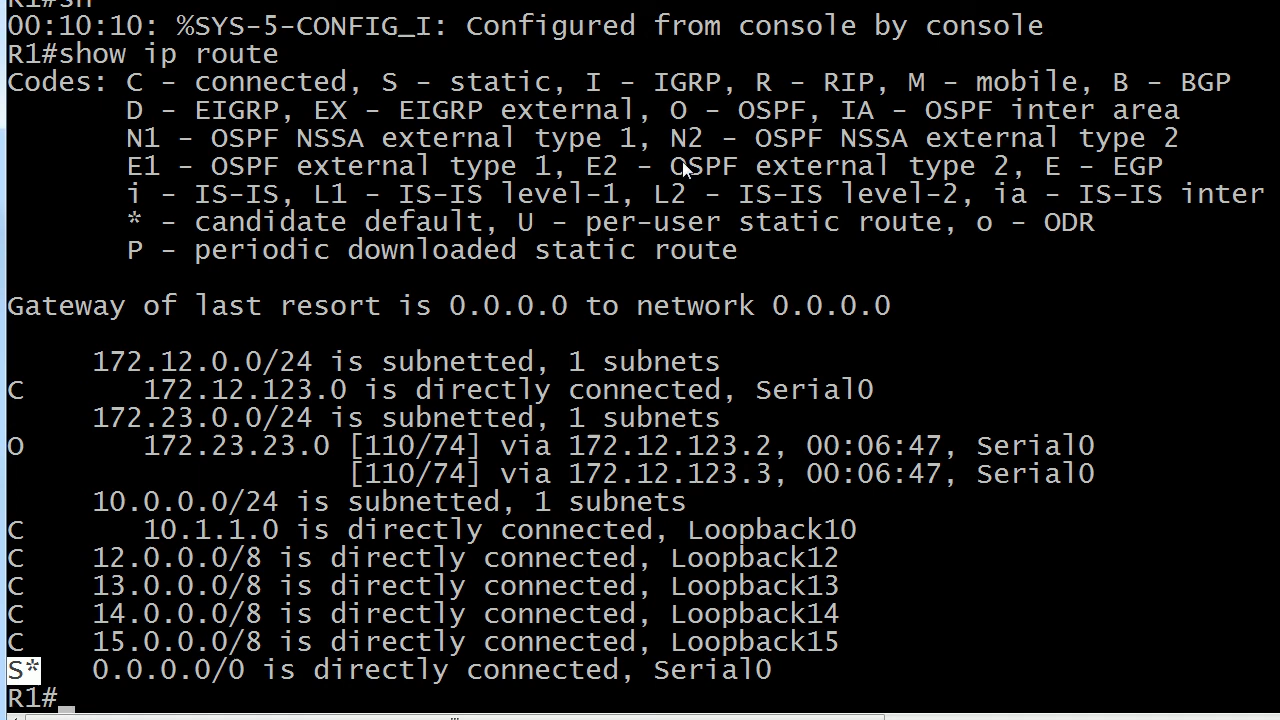 R1#sh
00:10:10: %SYS-5-CONFIG_I: Configured from console by console
R1#show ip route
Codes: C - connected, S - static, I - IGRP, R - RIP, M - mobile, B - BGP
       D - EIGRP, EX - EIGRP external, O - OSPF, IA - OSPF inter area
       N1 - OSPF NSSA external type 1, N2 - OSPF NSSA external type 2
       E1 - OSPF external type 1, E2 - OSPF external type 2, E - EGP
       i - IS-IS, L1 - IS-IS level-1, L2 - IS-IS level-2, ia - IS-IS inter
       * - candidate default, U - per-user static route, o - ODR
       P - periodic downloaded static route
Gateway of last resort is 0.0.0.0 to network 0.0.0.0
     172.12.0.0/24 is subnetted, 1 subnets
C       172.12.123.0 is directly connected, Serial0
     172.23.0.0/24 is subnetted, 1 subnets
O       172.23.23.0 [110/74] via 172.12.123.2, 00:06:47, Serial0
                    [110/74] via 172.12.123.3, 00:06:47, Serial0
     10.0.0.0/24 is subnetted, 1 subnets
C       10.1.1.0 is directly connected, Loopback10
C    12.0.0.0/8 is directly connected, Loopback12
C    13.0.0.0/8 is directly connected, Loopback13
C    14.0.0.0/8 is directly connected, Loopback14
C    15.0.0.0/8 is directly connected, Loopback15
S*   0.0.0.0/0 is directly connected, Serial0
R1#